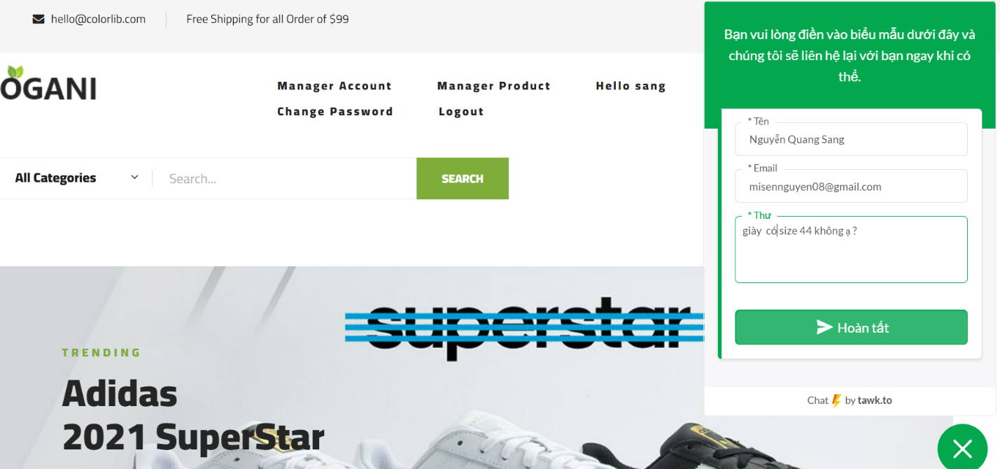 hello@colorlib.com
Free Shipping for all Order of $99
OGANI
Manager Account
Manager Product
Hello sang
Change Password
Logout
All Categories
Search...
SEARCH
superstar
TRENDING
Adidas
2021 SuperStar
Bạn vui lòng điền vào biểu mẫu dưới đây và
chúng tôi sẽ liên hệ lại với bạn ngay khi có
thể.
* Tên
Nguyễn Quang Sang
* Email
misennguyen08@gmail.com
* Thư
giày có size 44 không ạ ?
Hoàn tất
Chat by tawk.to